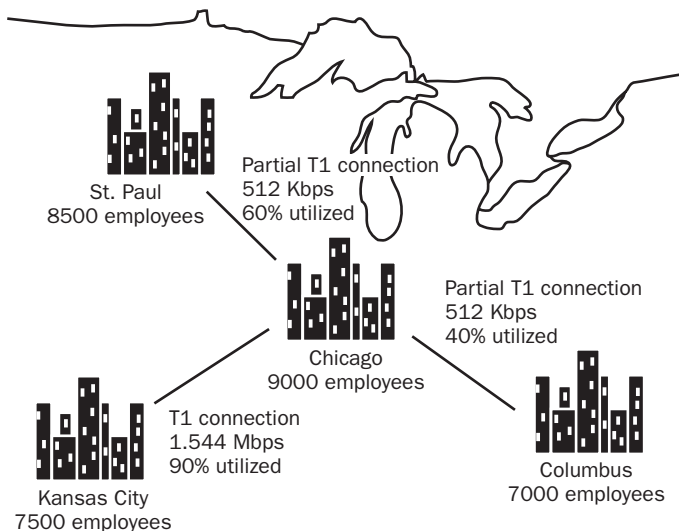 St. Paul
8500 employees
Partial T1 connection
512 Kbps
60% utilized
Chicago
9000 employees
Partial T1 connection
512 Kbps
40% utilized
T1 connection
1.544 Mbps
90% utilized
Kansas City
7500 employees
Columbus
7000 employees